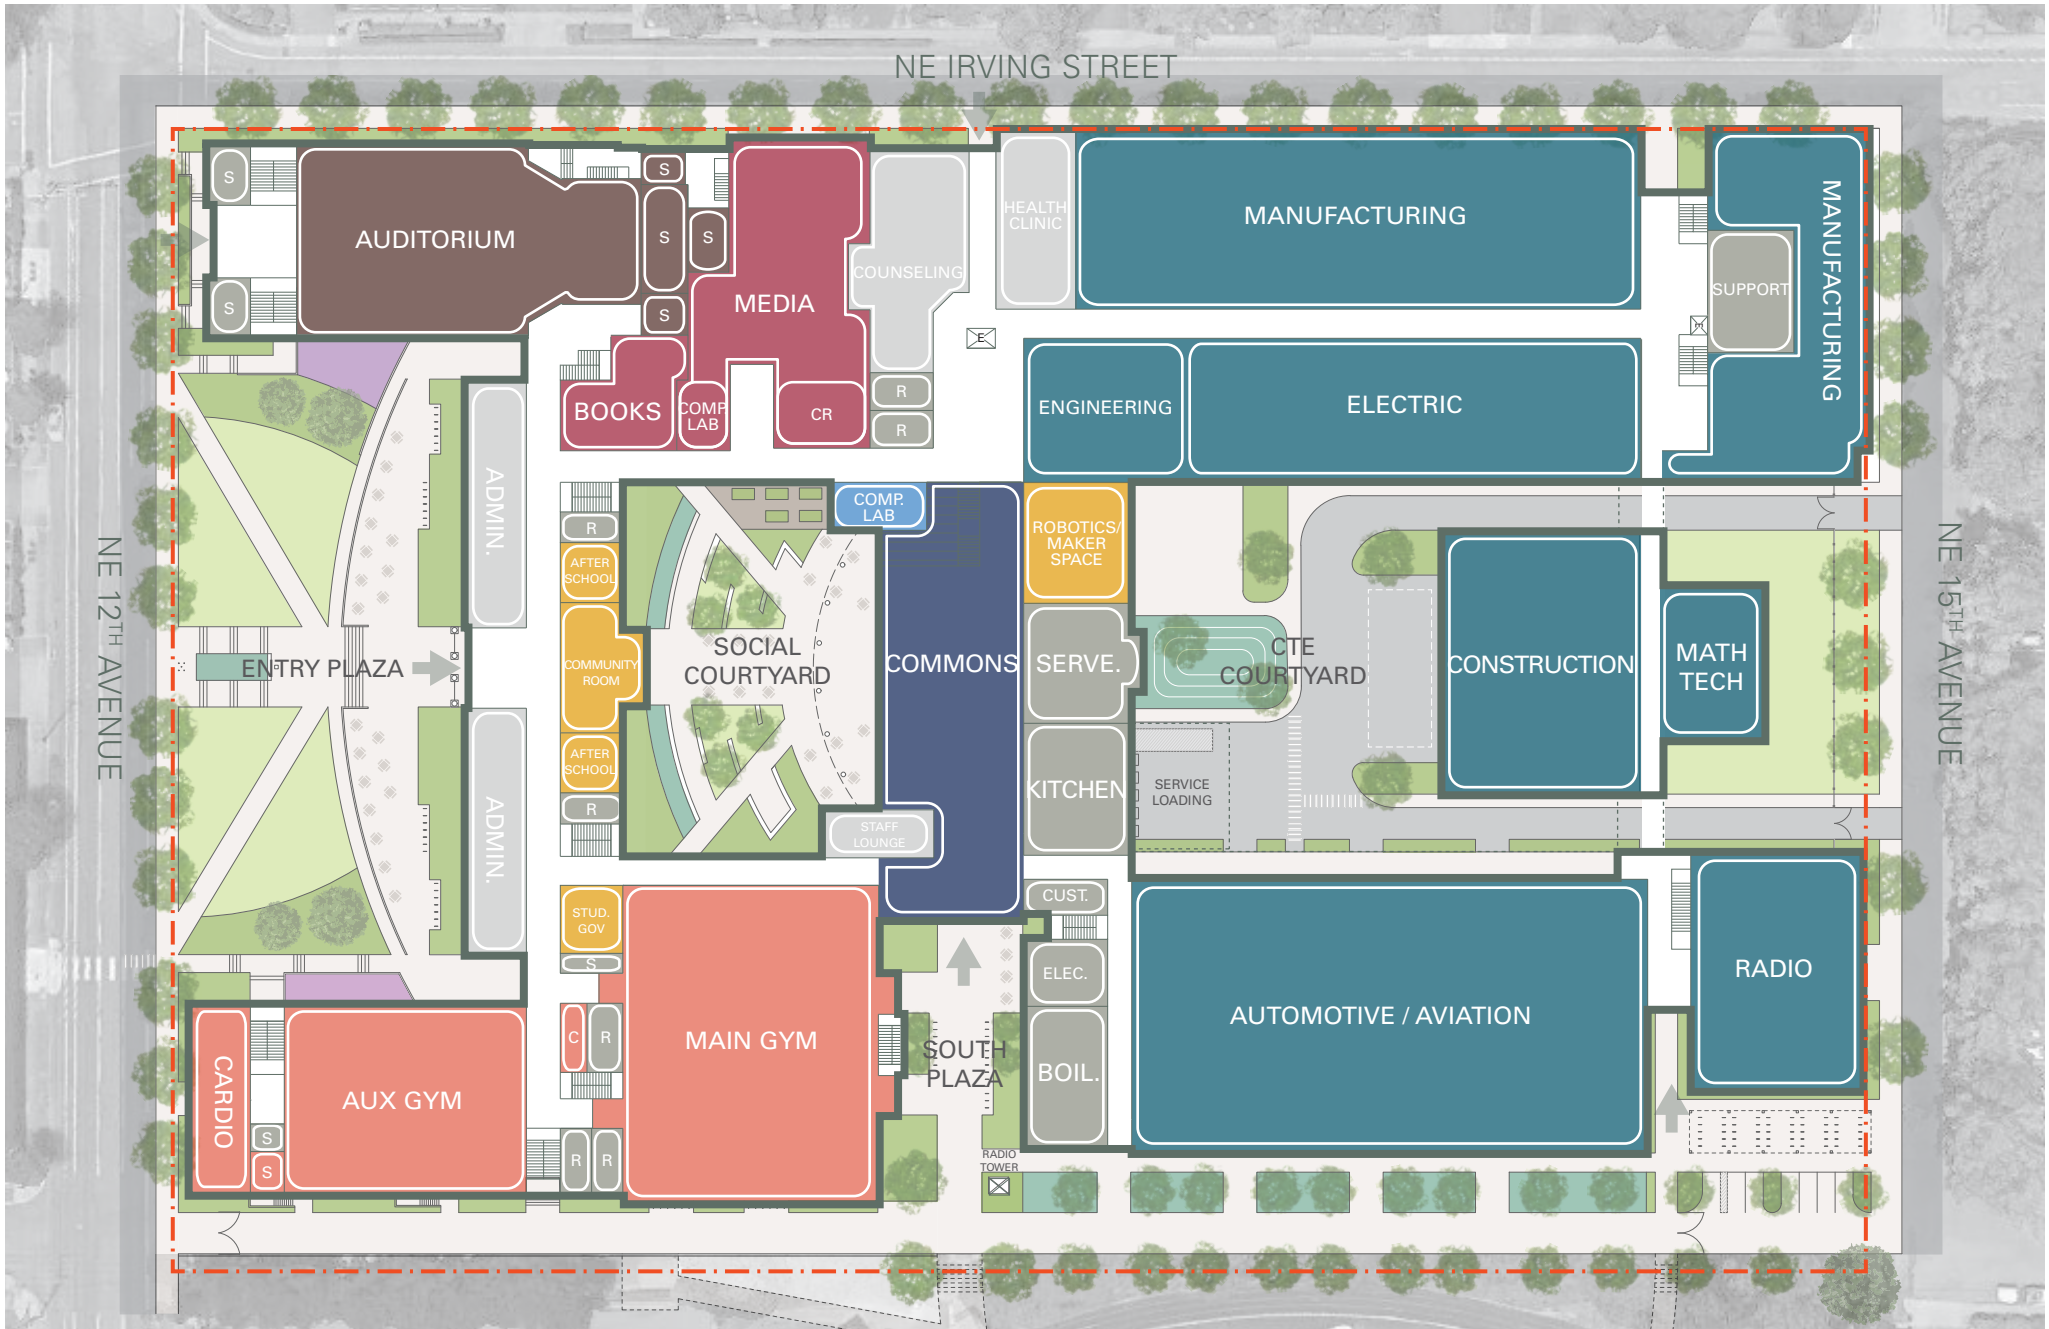 NE IRVING STREET
S
AUDITORIUM
S
S
S
S
S
MEDIA
COUNSELING
HEALTH
CLINIC
MANUFACTURING
MANUFACTURING
SUPPORT
S
E
E
BOOKS
COMP.
LAB
CR
R
R
ENGINEERING
ELECTRIC
ADMIN.
R
AFTER
SCHOOL
COMMUNITY
ROOM
AFTER
SCHOOL
R
COMP.
LAB
ROBOTICS/
MAKER
SPACE
NE 12TH AVENUE
ENTRY PLAZA
SOCIAL
COURTYARD
COMMONS
SERVE.
CTE
COURTYARD
CONSTRUCTION
MATH
TECH
NE 15TH AVENUE
KITCHEN
SERVICE
LOADING
ADMIN.
STAFF
LOUNGE
STUD.
GOV
S
CUST.
ELEC.
BOIL.
C
R
MAIN GYM
SOUTH
PLAZA
AUTOMOTIVE / AVIATION
RADIO
CARDIO
AUX GYM
S
S
R
R
RADIO
TOWER